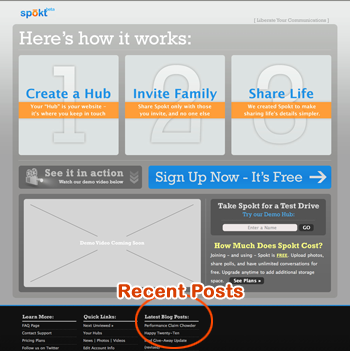 spokt beta
[ Liberate Your Communications ]
Here's how it works:
1 2 3
Create a Hub
Your "Hub" is your website -
it's where you keep in touch
Invite Family
Share Spokt only with those
you invite, and no one else
Share Life
We created Spokt to make
sharing life's details simpler.
See it in action
Watch our demo video below
Sign Up Now - It's Free
Demo Video Coming Soon
Take Spokt for a Test Drive
Try our Demo Hub:
Enter a Name GO
How Much Does Spokt Cost?
Joining - and using - Spokt is FREE. Upload photos,
share polls, and have unlimited conversations for
free. Upgrade anytime to add additional storage
space. See Plans »
Recent Posts
Learn More:
FAQ Page
Contact Support
Pricing Plans
Quick Links:
Next Unviewed »
Your Hubs
News / Photos / Videos
Edit Account Info
Latest Blog Posts:
Performance Claim Chowder
Happy Twenty-Ten
Give-Away Update